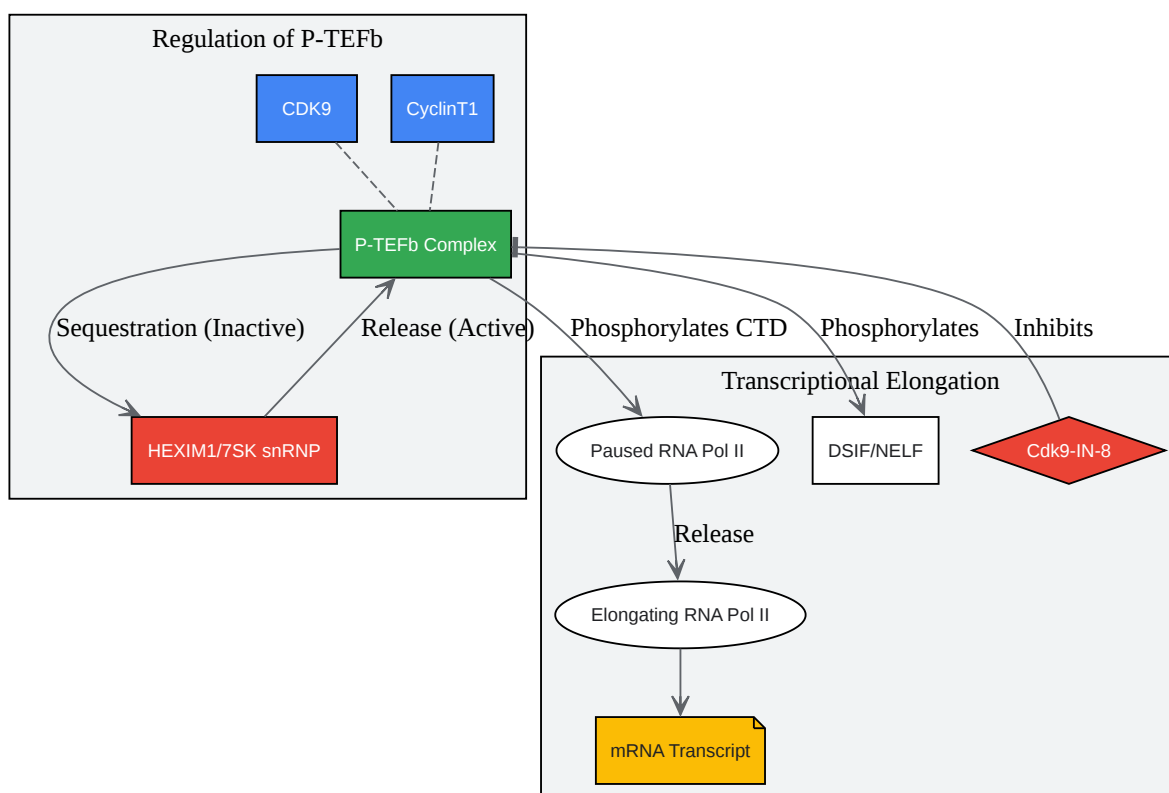 Regulation of P-TEFb
CDK9
CyclinT1
P-TEFb Complex
Sequestration (Inactive)
Release (Active)
Phosphorylates CTD
Phosphorylates
Inhibits
Transcriptional Elongation
HEXIM1/7SK snRNP
Paused RNA Pol II
DSIF/NELF
Cdk9-IN-8
Release
Elongating RNA Pol II
mRNA Transcript